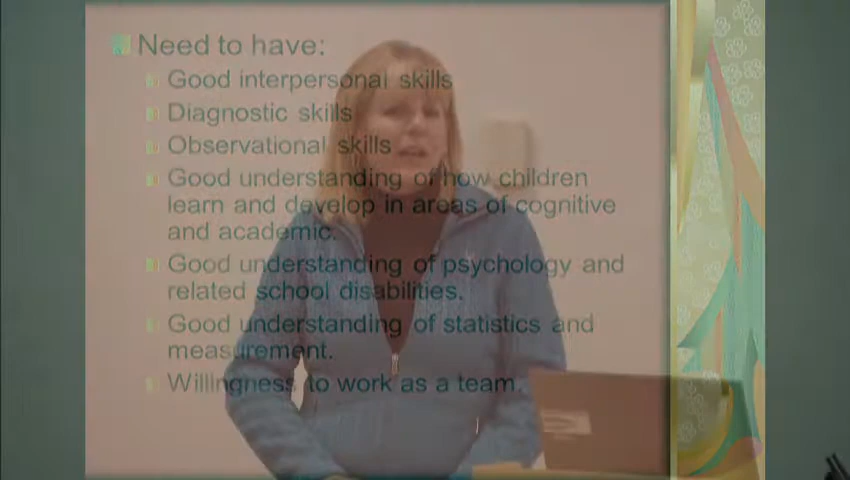 Need to have:
Good interpersonal skills
Diagnostic skills
Observational skills
Good understanding of how children
learn and develop in areas of cognitive
and academic.
Good understanding of psychology and
related school disabilities.
Good understanding of statistics and
measurement.
Willingness to work as a team.